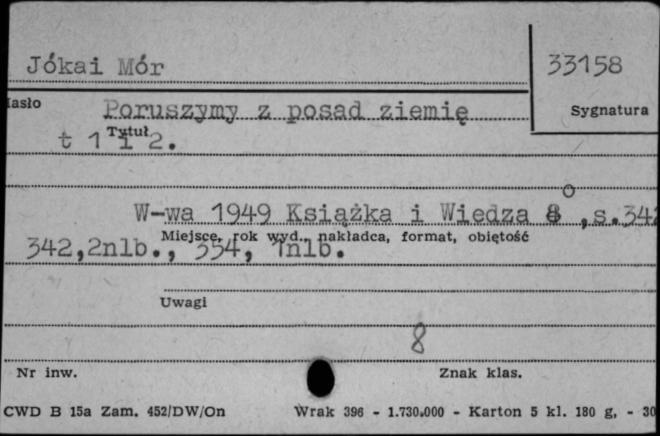 Jókai Mór
33158
Hasło
Sygnatura
Poruszymy z posad ziemię
Tytuł
t 1 i 2.
W-wa 1949 Książka i Wiedza 8°, s.342
Miejsce, rok wyd., nakładca, format, objętość
342,2nlb., 354, 1nlb.
Uwagi
8
Nr inw.
Znak klas.
CWD B 15a Zam. 452/DW/On Wrak 396 - 1.730.000 - Karton 5 kl. 180 g, - 30